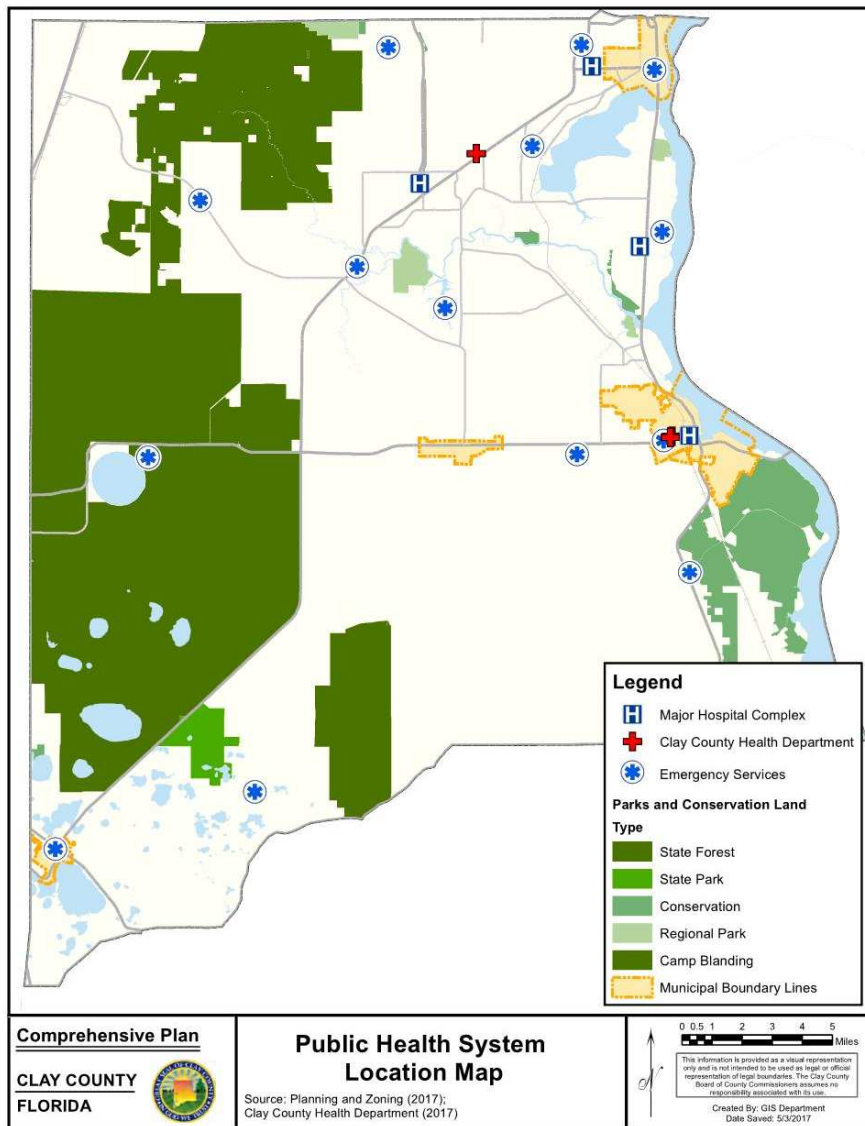 H
H
H
H
Legend
H Major Hospital Complex
Clay County Health Department
Emergency Services
Parks and Conservation Land
Type
State Forest
State Park
Conservation
Regional Park
Camp Blanding
Municipal Boundary Lines
Comprehensive Plan
CLAY COUNTY
FLORIDA
Public Health System
Location Map
Source: Planning and Zoning (2017);
Clay County Health Department (2017)
N
0 0.5 1 2 3 4 5
Miles
This information is provided as a visual representation
only and is not intended to be used as legal or official
representation of legal boundaries. The Clay County
Board of County Commissioners assumes no
responsibility associated with its use.
Created By: GIS Department
Date Saved: 5/3/2017